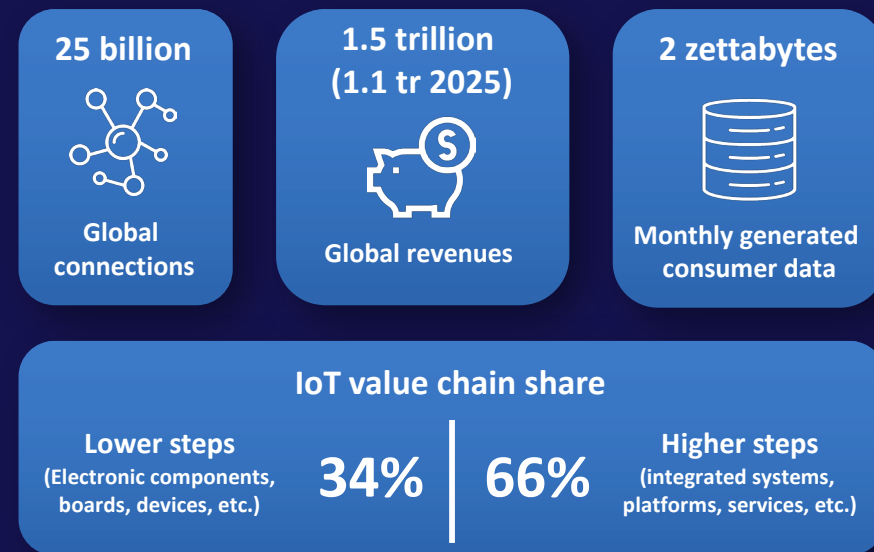 25 billion
Global
connections
1.5 trillion
(1.1 tr 2025)
$
Global revenues
2 zettabytes
Monthly generated
consumer data
IoT value chain share
Lower steps
(Electronic components,
boards, devices, etc.)
34%
66%
Higher steps
(integrated systems,
platforms, services, etc.)